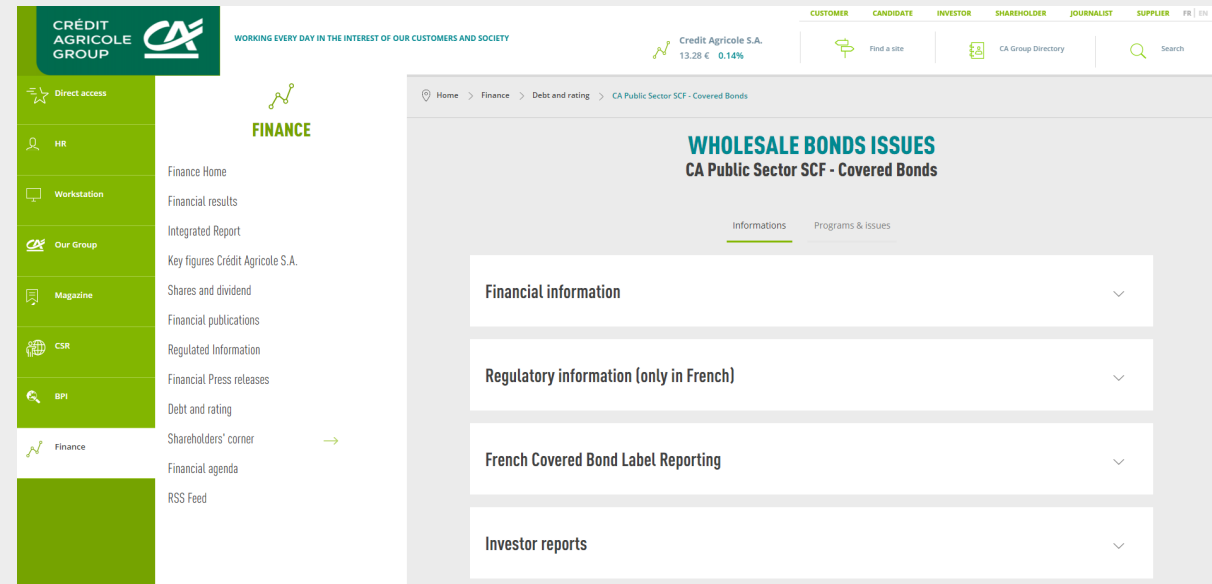 CUSTOMER CANDIDATE INVESTOR SHAREHOLDER JOURNALIST SUPPLIER FR EN
CRÉDIT
AGRICOLE
GROUP
WORKING EVERY DAY IN THE INTEREST OF OUR CUSTOMERS AND SOCIETY
Credit Agricole S.A.
13.28 € 0.14%
Find a site
CA Group Directory
Search
Direct access
HR
Workstation
Our Group
Magazine
CSR
BPI
Finance
FINANCE
Finance Home
Financial results
Integrated Report
Key figures Crédit Agricole S.A.
Shares and dividend
Financial publications
Regulated Information
Financial Press releases
Debt and rating
Shareholders' corner
Financial agenda
RSS Feed
Home > Finance > Debt and rating > CA Public Sector SCF - Covered Bonds
WHOLESALE BONDS ISSUES
CA Public Sector SCF - Covered Bonds
Informations Programs & issues
Financial information
Regulatory information (only in French)
French Covered Bond Label Reporting
Investor reports